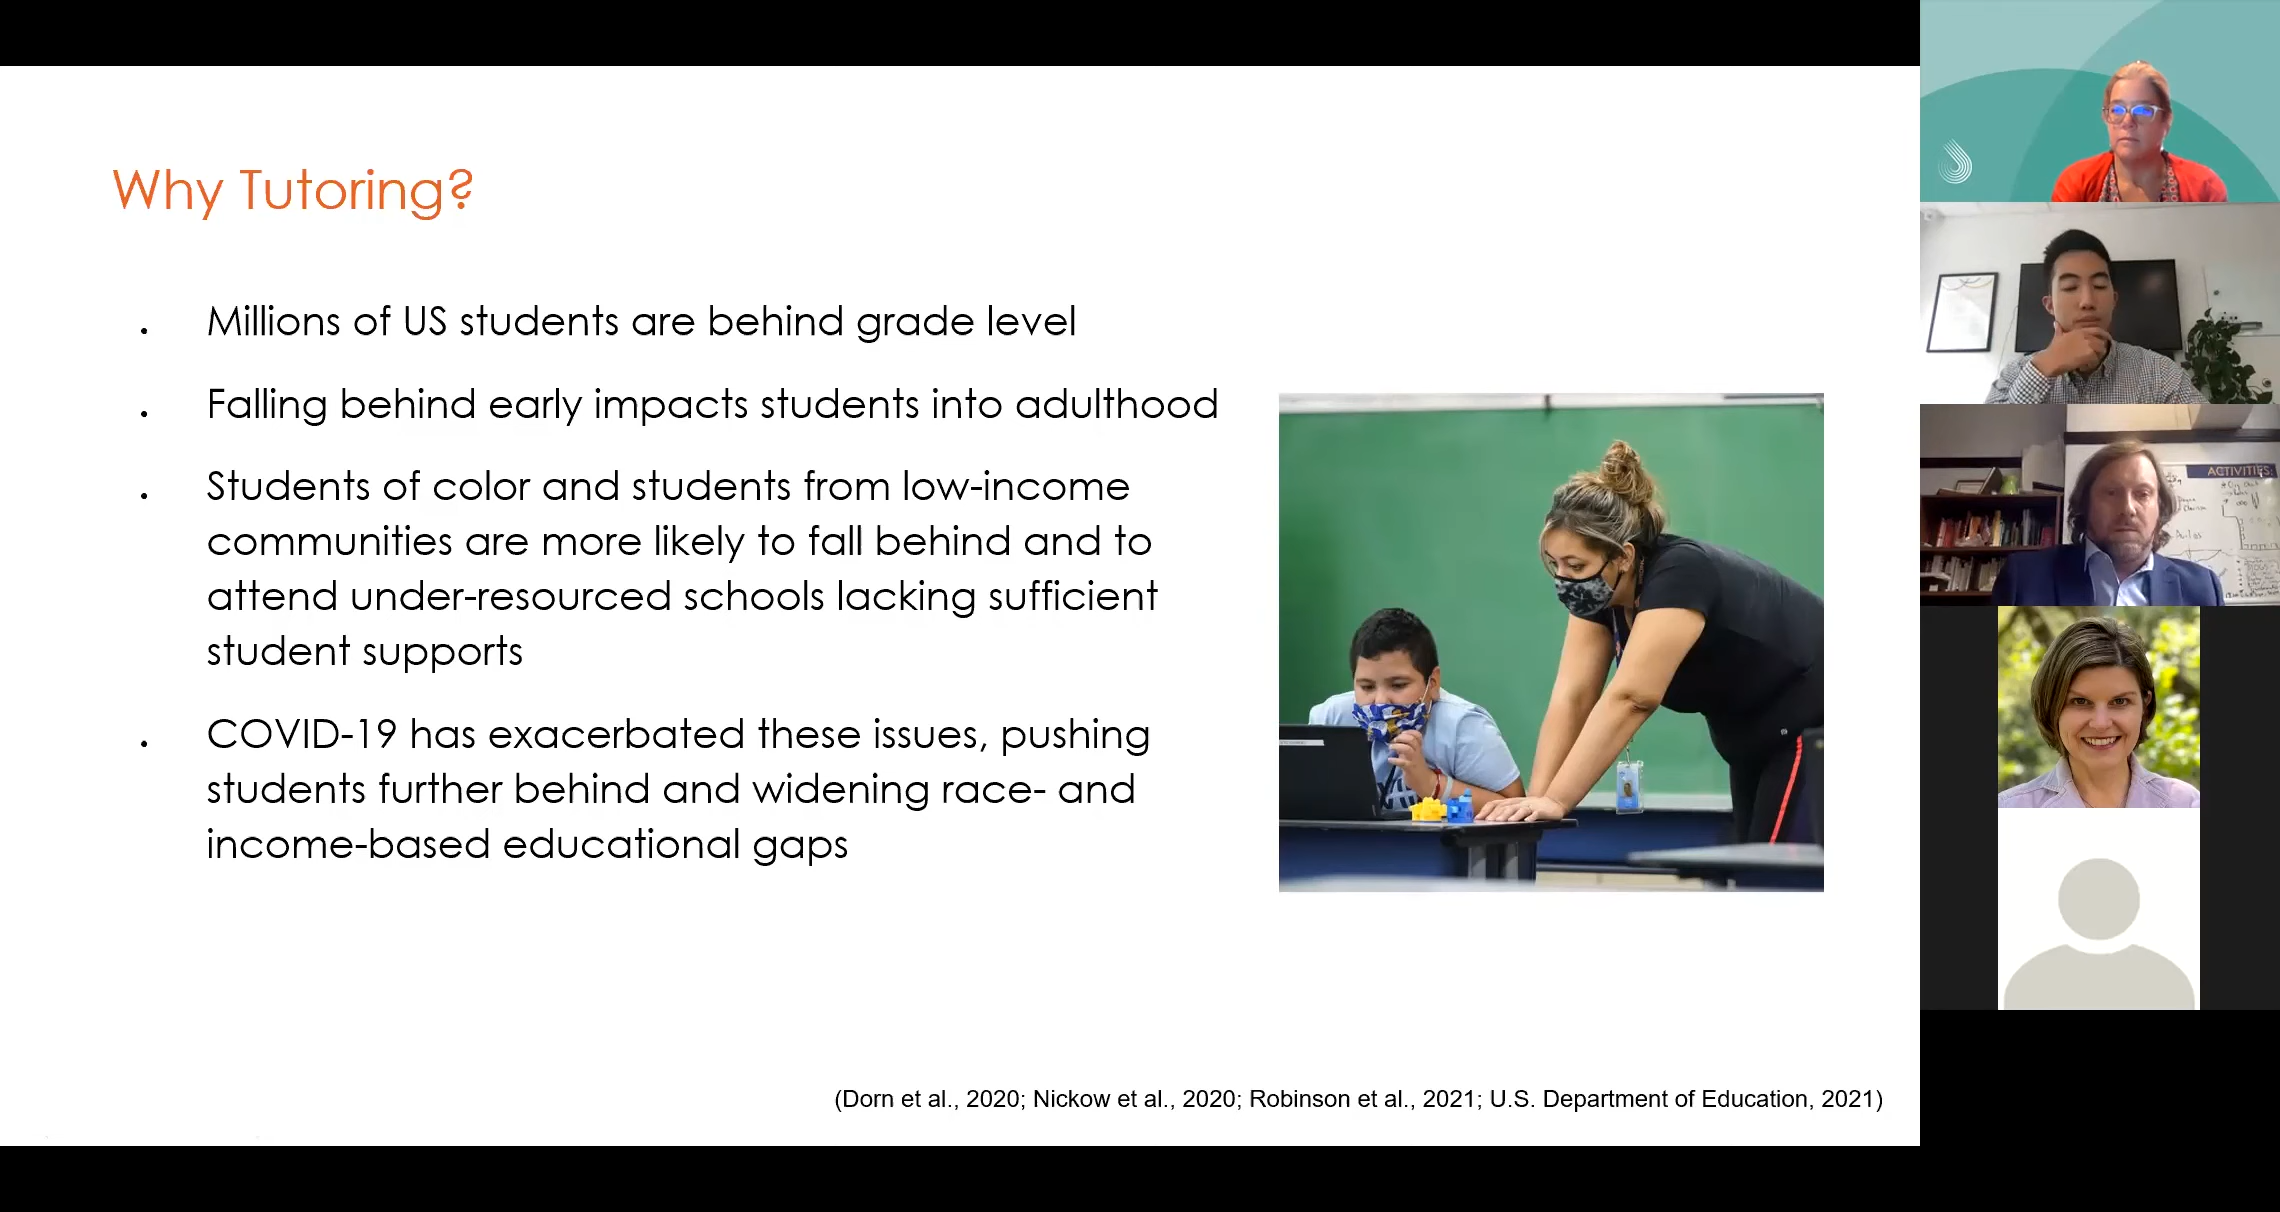 Why Tutoring?
. Millions of US students are behind grade level
. Falling behind early impacts students into adulthood
. Students of color and students from low-income
communities are more likely to fall behind and to
attend under-resourced schools lacking sufficient
student supports
. COVID-19 has exacerbated these issues, pushing
students further behind and widening race- and
income-based educational gaps
(Dorn et al., 2020; Nickow et al., 2020; Robinson et al., 2021; U.S. Department of Education, 2021)
ACTIVITIES: